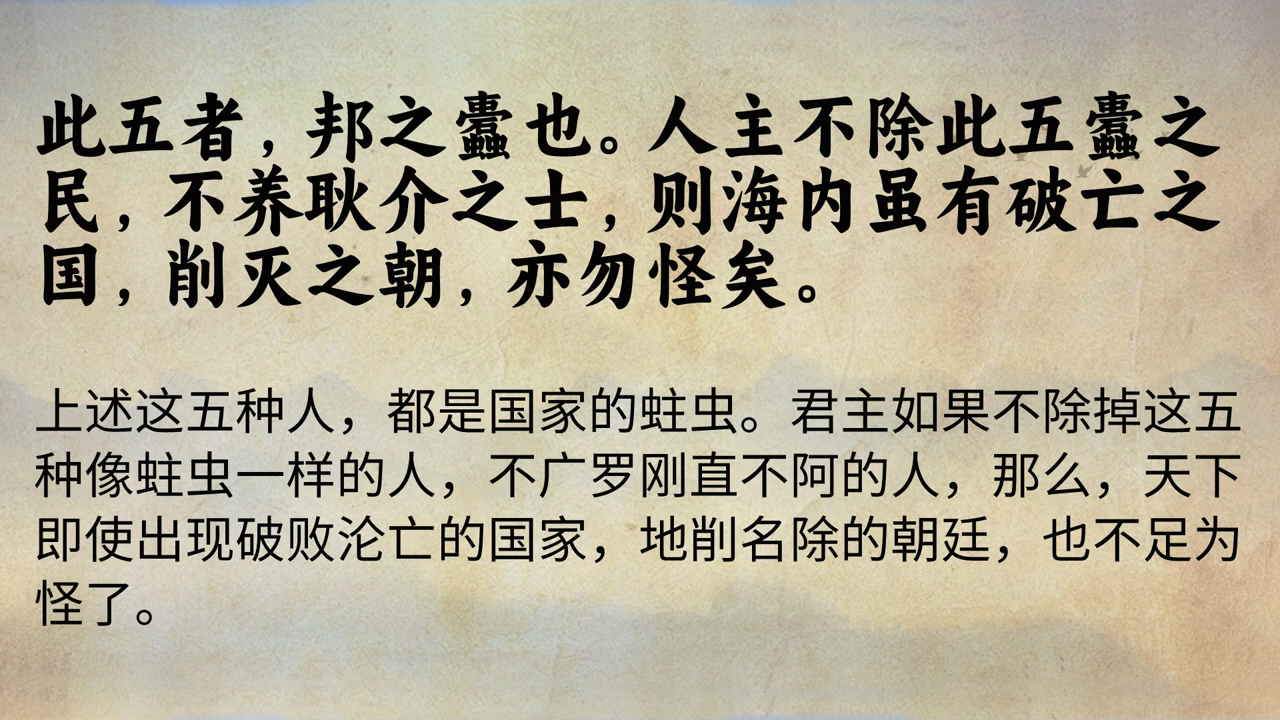 此五者，邦之蠹也。人主不除此五蠹之
民，不养耿介之士，则海内虽有破亡之
国，削灭之朝，亦勿怪矣。
上述这五种人，都是国家的蛀虫。君主如果不除掉这五
种像蛀虫一样的人，不广罗刚直不阿的人，那么，天下
即使出现破败沦亡的国家，地削名除的朝廷，也不足为
怪了。